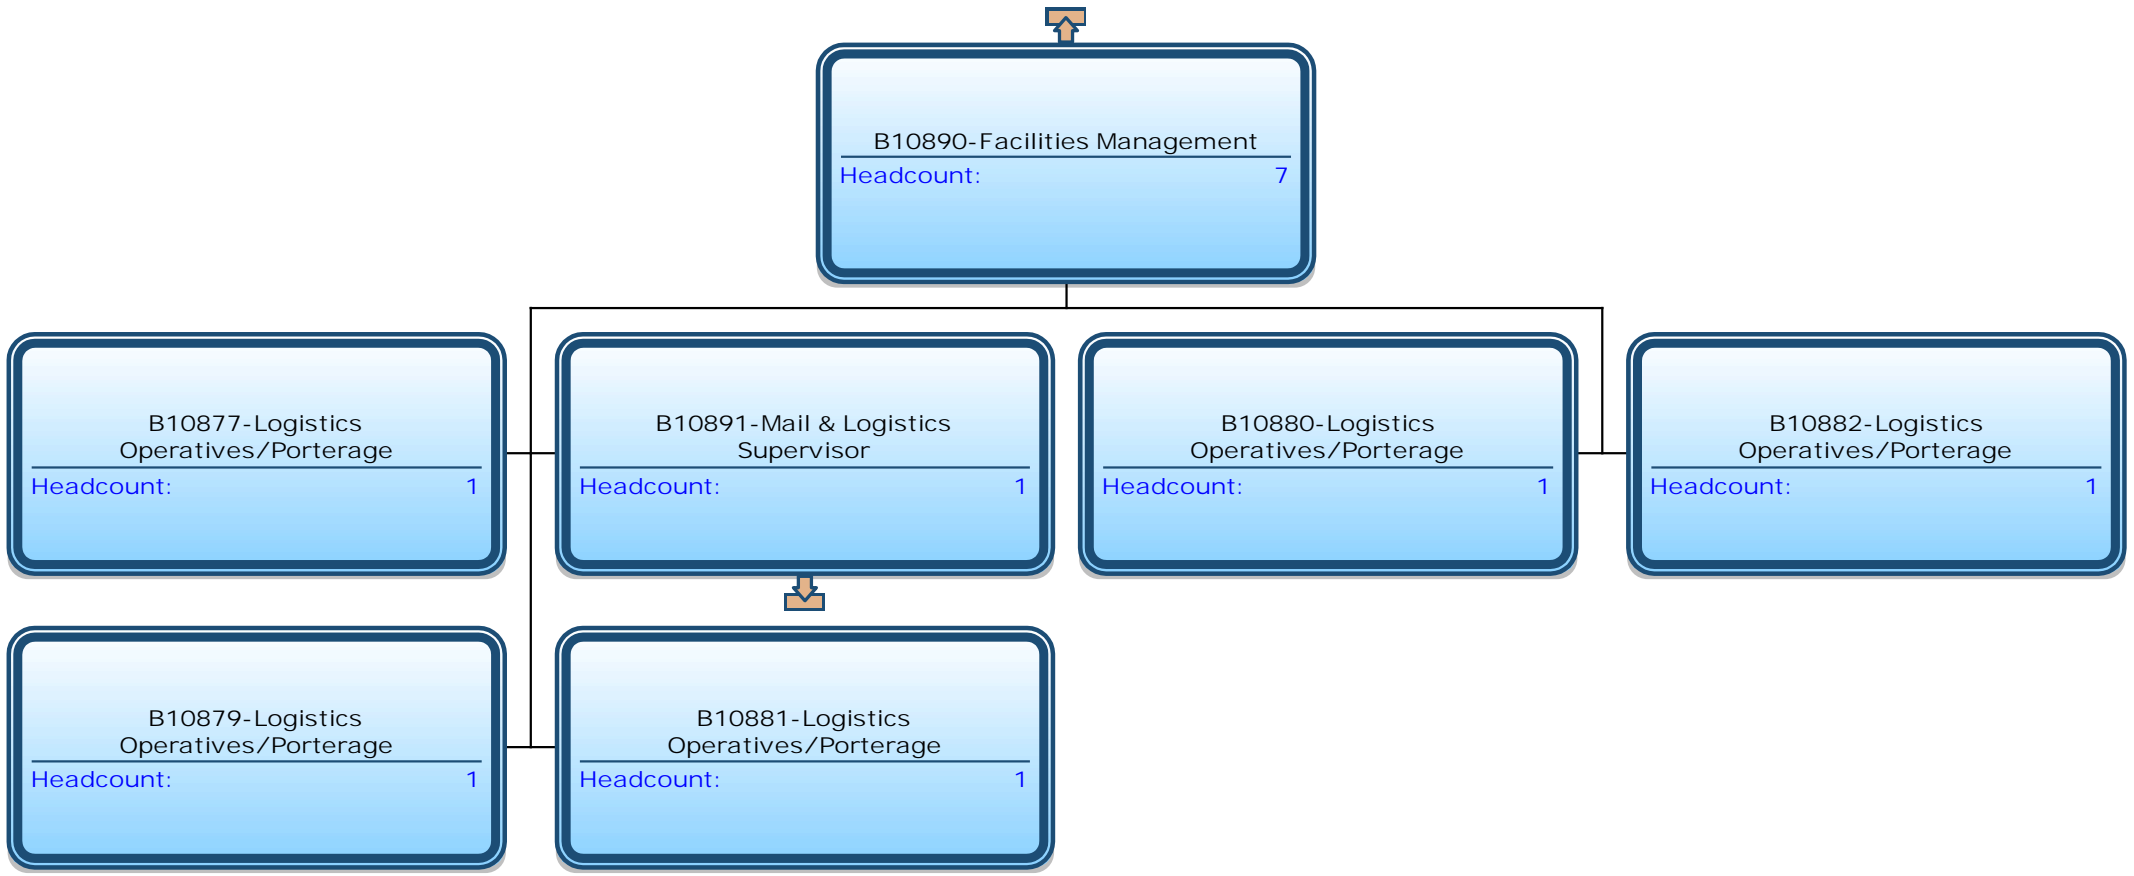 B10890-Facilities Management
Headcount: 7
B10877-Logistics
Operatives/Porterage
Headcount: 1
B10891-Mail & Logistics
Supervisor
Headcount: 1
B10880-Logistics
Operatives/Porterage
Headcount: 1
B10882-Logistics
Operatives/Porterage
Headcount: 1
B10879-Logistics
Operatives/Porterage
Headcount: 1
B10881-Logistics
Operatives/Porterage
Headcount: 1